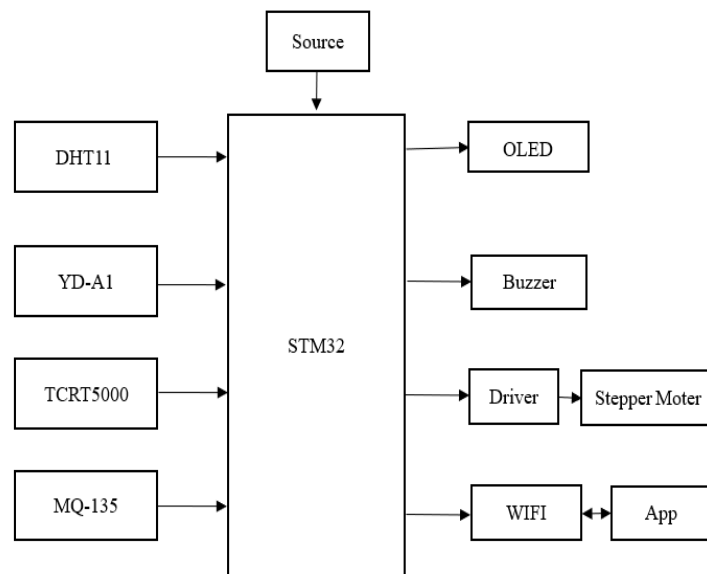 Source
DHT11
OLED
YD-A1
Buzzer
STM32
TCRT5000
Driver
Stepper Moter
MQ-135
WIFI
App